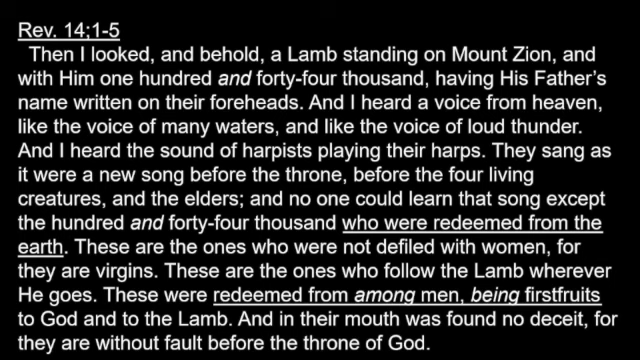 Rev. 14;1-5
Then I looked, and behold, a Lamb standing on Mount Zion, and
with Him one hundred and forty-four thousand, having His Father's
name written on their foreheads. And I heard a voice from heaven,
like the voice of many waters, and like the voice of loud thunder.
And I heard the sound of harpists playing their harps. They sang as
it were a new song before the throne, before the four living
creatures, and the elders; and no one could learn that song except
the hundred and forty-four thousand who were redeemed from the
earth. These are the ones who were not defiled with women, for
they are virgins. These are the ones who follow the Lamb wherever
He goes. These were redeemed from among men, being firstfruits
to God and to the Lamb. And in their mouth was found no deceit, for
they are without fault before the throne of God.